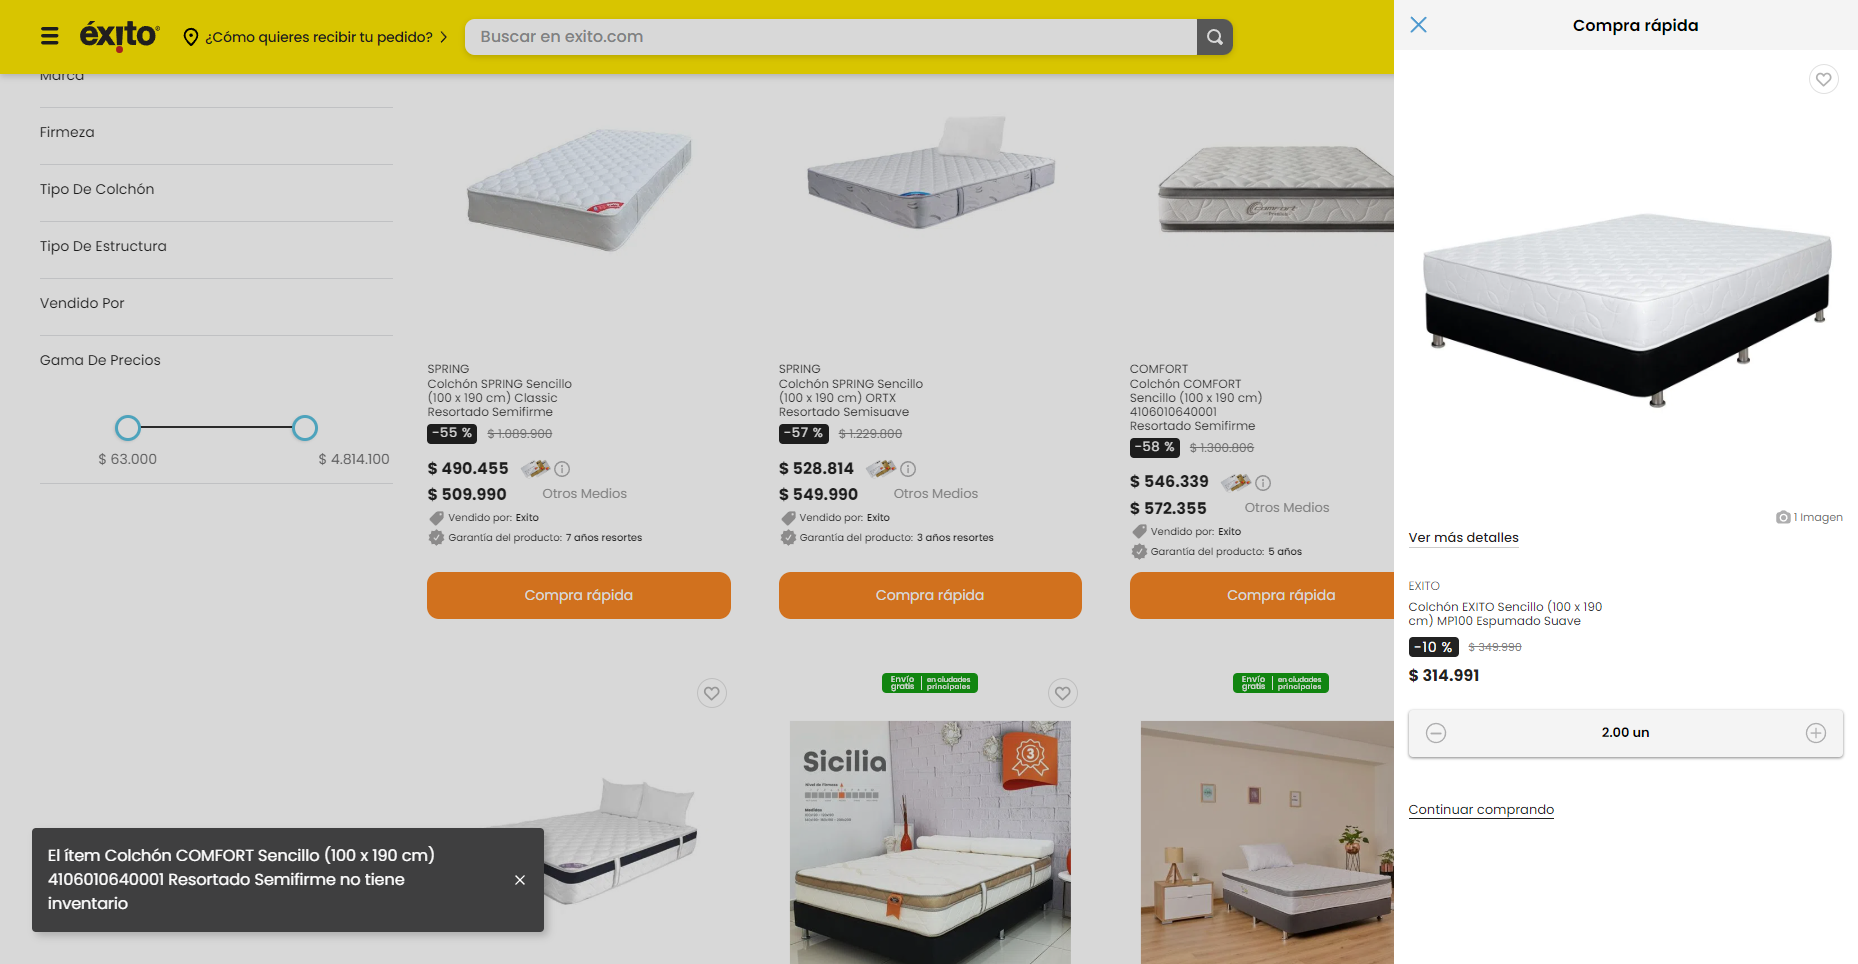 éxito
¿Cómo quieres recibir tu pedido?
Buscar en exito.com
Marca
Firmeza
Tipo De Colchón
Tipo De Estructura
Vendido Por
Gama De Precios
$ 63.000
$ 4.814.100
SPRING
Colchón SPRING Sencillo
(100 x 190 cm) Classic
Resortado Semifirme
-55 % $ 1.089.900
$ 490.455
$ 509.990 Otros Medios
Vendido por: Exito
Garantía del producto: 7 años resortes
Compra rápida
SPRING
Colchón SPRING Sencillo
(100 x 190 cm) ORTX
Resortado Semisuave
-57 % $ 1.229.800
$ 528.814
$ 549.990 Otros Medios
Vendido por: Exito
Garantía del producto: 3 años resortes
Compra rápida
COMFORT
Colchón COMFORT
Sencillo (100 x 190 cm)
4106010640001
Resortado Semifirme
-58 % $ 1.300.806
$ 546.339
$ 572.355 Otros Medios
Vendido por: Exito
Garantía del producto: 5 años
Compra rápida
Envío gratis en ciudades principales
Envío gratis en ciudades principales
Sicilia
Nivel de Firmeza
Medidas
3
El ítem Colchón COMFORT Sencillo (100 x 190 cm)
4106010640001 Resortado Semifirme no tiene
inventario
Compra rápida
1 Imagen
Ver más detalles
EXITO
Colchón EXITO Sencillo (100 x 190
cm) MP100 Espumado Suave
-10 % $ 349.990
$ 314.991
2.00 un
Continuar comprando